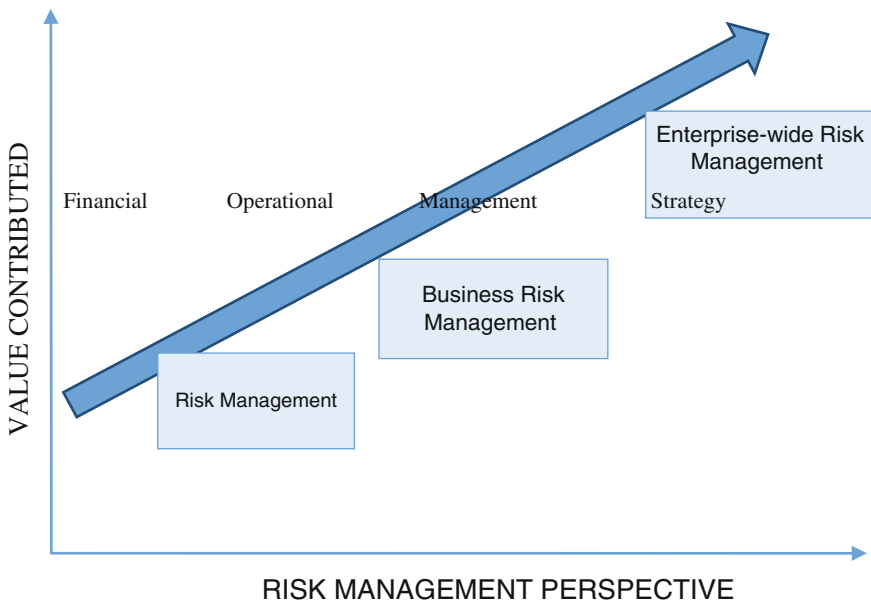 VALUE CONTRIBUTED
Enterprise-wide Risk
Management
Financial
Operational
Management
Strategy
Business Risk
Management
Risk Management
RISK MANAGEMENT PERSPECTIVE